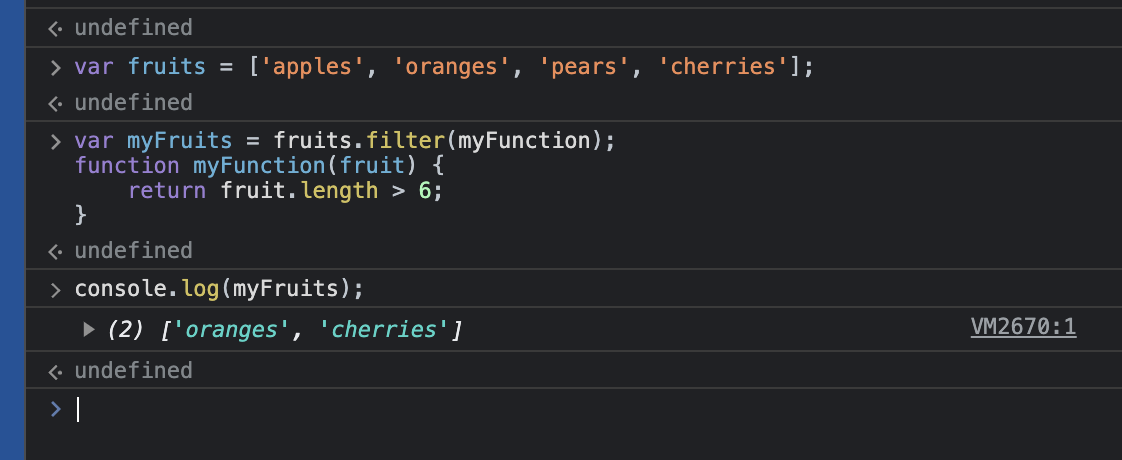 undefined
> var fruits = ['apples', 'oranges', 'pears', 'cherries'];
undefined
> var myFruits = fruits.filter(myFunction);
function myFunction(fruit) {
    return fruit.length > 6;
}
undefined
> console.log(myFruits);
(2) ['oranges', 'cherries'] VM2670:1
undefined
>